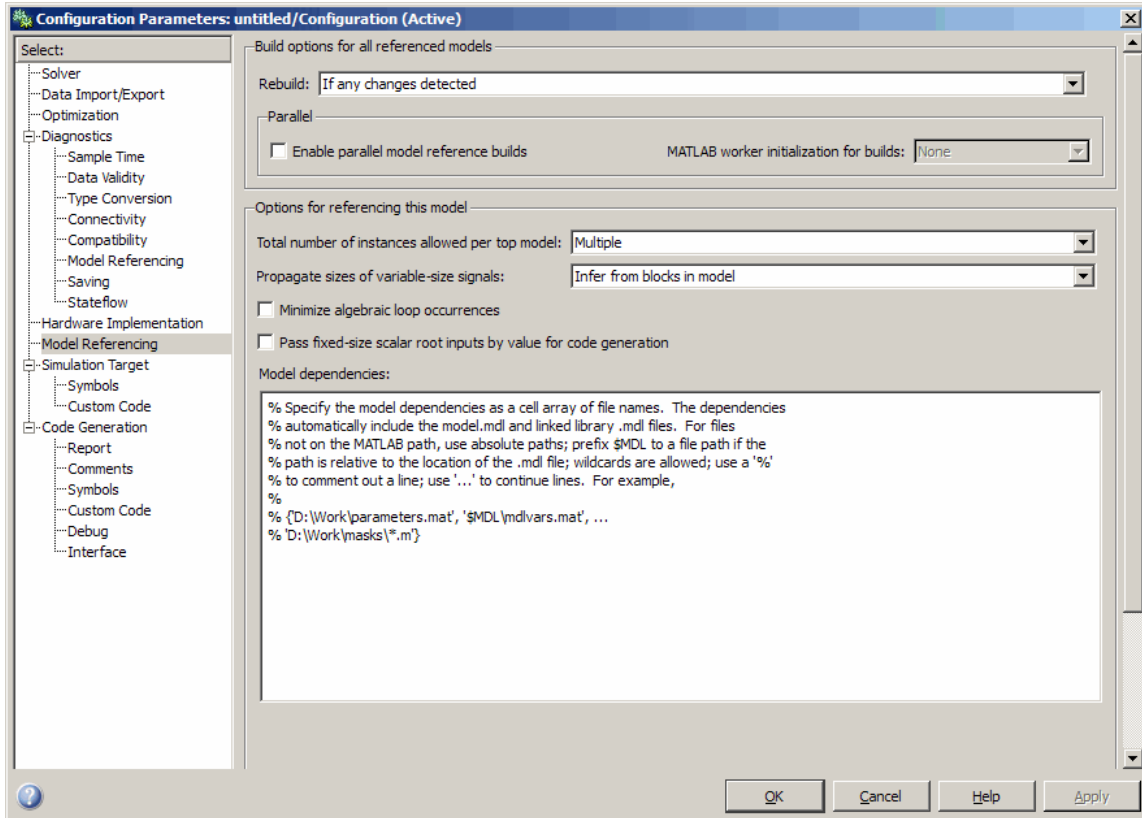 Configuration Parameters: untitled/Configuration (Active)
Select:
Solver
Data Import/Export
Optimization
Diagnostics
Sample Time
Data Validity
Type Conversion
Connectivity
Compatibility
Model Referencing
Saving
Stateflow
Hardware Implementation
Model Referencing
Simulation Target
Symbols
Custom Code
Code Generation
Report
Comments
Symbols
Custom Code
Debug
Interface
Build options for all referenced models
Rebuild: If any changes detected
Parallel
Enable parallel model reference builds MATLAB worker initialization for builds: None
Options for referencing this model
Total number of instances allowed per top model: Multiple
Propagate sizes of variable-size signals: Infer from blocks in model
Minimize algebraic loop occurrences
Pass fixed-size scalar root inputs by value for code generation
Model dependencies:
% Specify the model dependencies as a cell array of file names.  The dependencies
% automatically include the model.mdl and linked library .mdl files.  For files
% not on the MATLAB path, use absolute paths; prefix $MDL to a file path if the
% path is relative to the location of the .mdl file; wildcards are allowed; use a '%'
% to comment out a line; use '...' to continue lines.  For example,
%
% {'D:\Work\parameters.mat', '$MDL\mdlvars.mat', ...
% 'D:\Work\masks\*.m'}
OK Cancel Help Apply